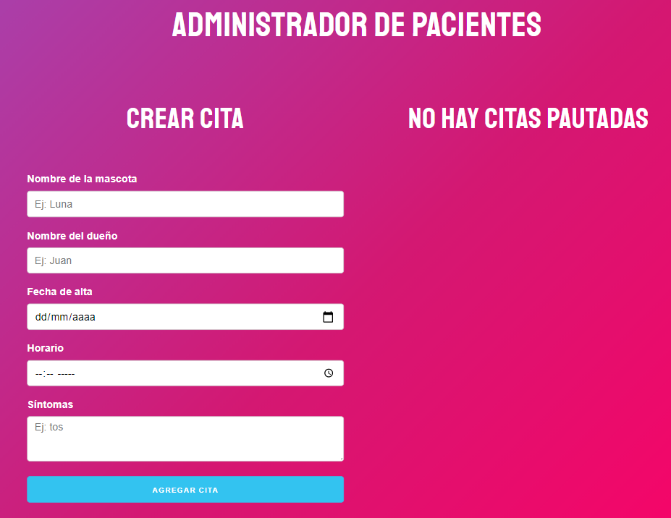 ADMINISTRADOR DE PACIENTES
CREAR CITA
NO HAY CITAS PAUTADAS
Nombre de la mascota
Ej: Luna
Nombre del dueño
Ej: Juan
Fecha de alta
dd/mm/aaaa
Horario
--:-- -----
Síntomas
Ej: tos
AGREGAR CITA